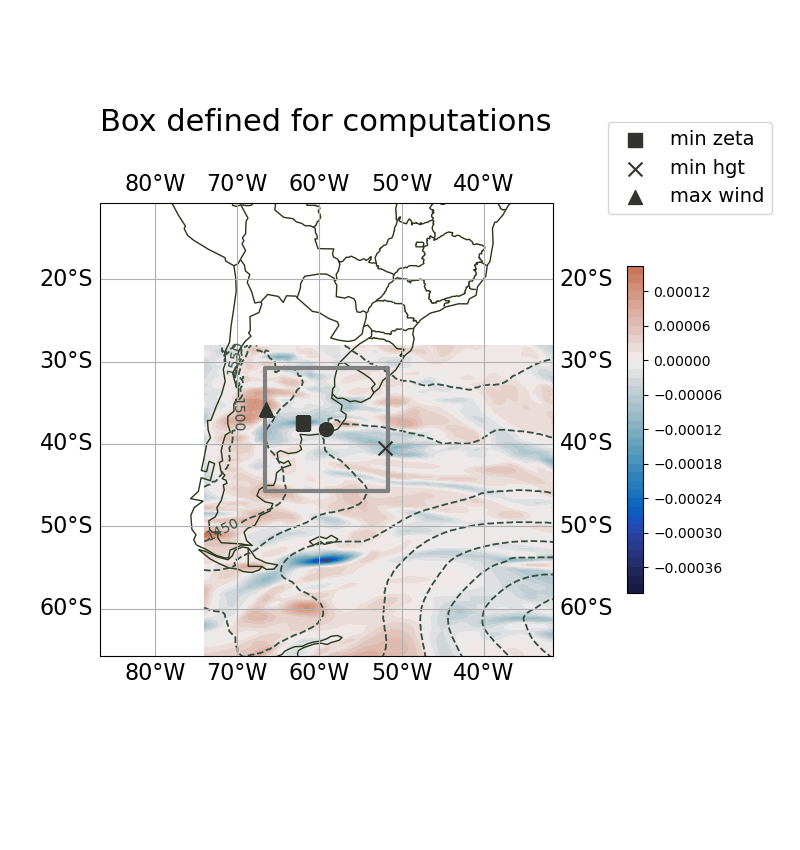 Box defined for computations
min zeta
min hgt
max wind
80°W 70°W 60°W 50°W 40°W
20°S 20°S
30°S 30°S
40°S 40°S
50°S 50°S
60°S 60°S
1550
1500
1450
80°W 70°W 60°W 50°W 40°W
0.00012
0.00006
0.00000
−0.00006
−0.00012
−0.00018
−0.00024
−0.00030
−0.00036